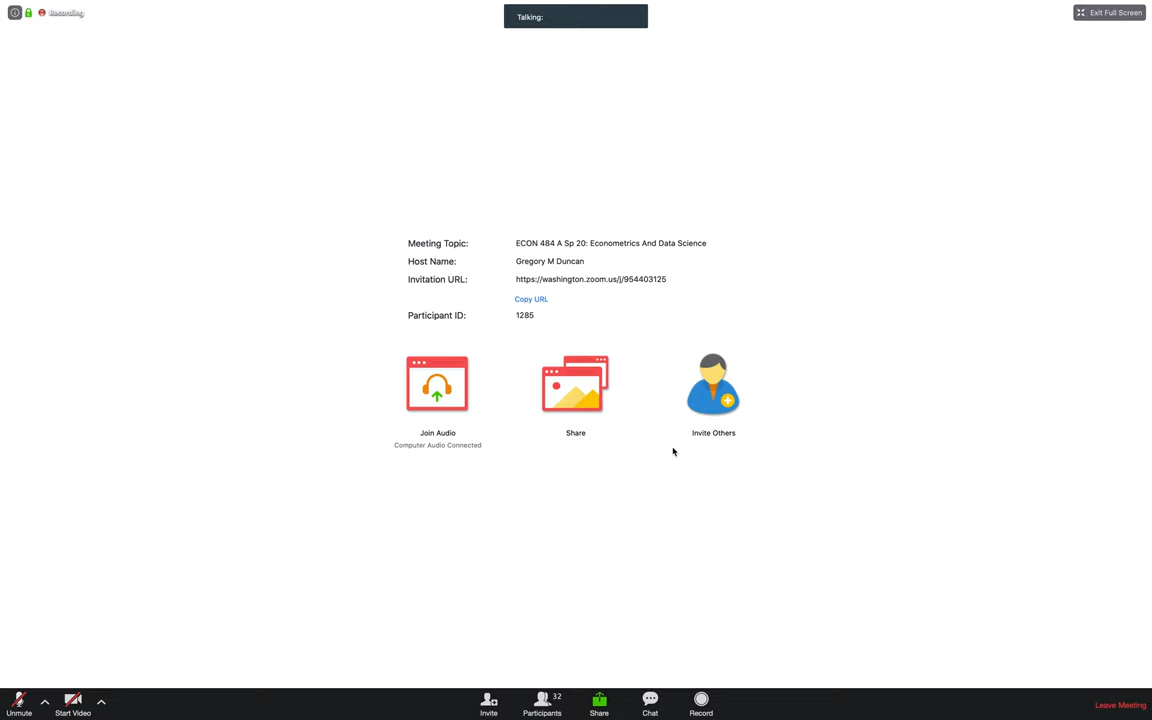 Recording
Talking:
Exit Full Screen
Meeting Topic: ECON 484 A Sp 20: Econometrics And Data Science
Host Name: Gregory M Duncan
Invitation URL: https://washington.zoom.us/j/954403125
Copy URL
Participant ID: 1285
Join Audio
Computer Audio Connected
Share
Invite Others
Unmute
Start Video
Invite
32
Participants
Share
Chat
Record
Leave Meeting